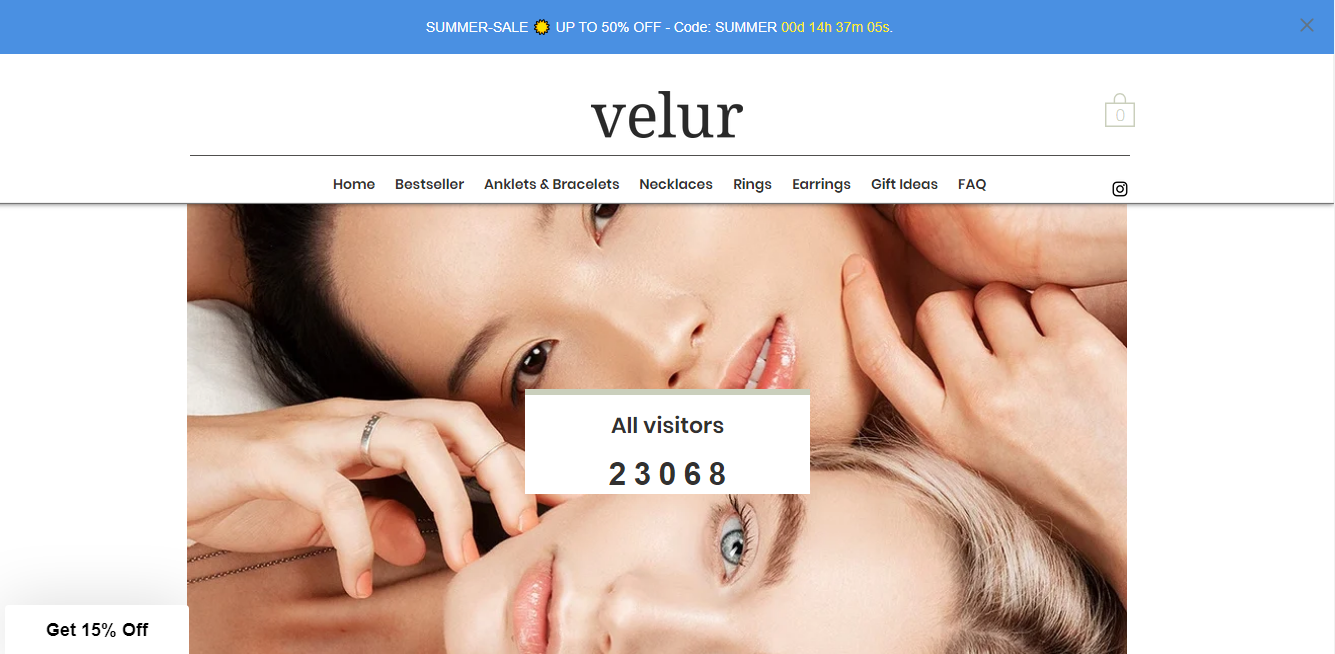 SUMMER-SALE 🌞 UP TO 50% OFF - Code: SUMMER 00d 14h 37m 05s.
velur
0
Home Bestseller Anklets & Bracelets Necklaces Rings Earrings Gift Ideas FAQ
All visitors
23068
Get 15% Off